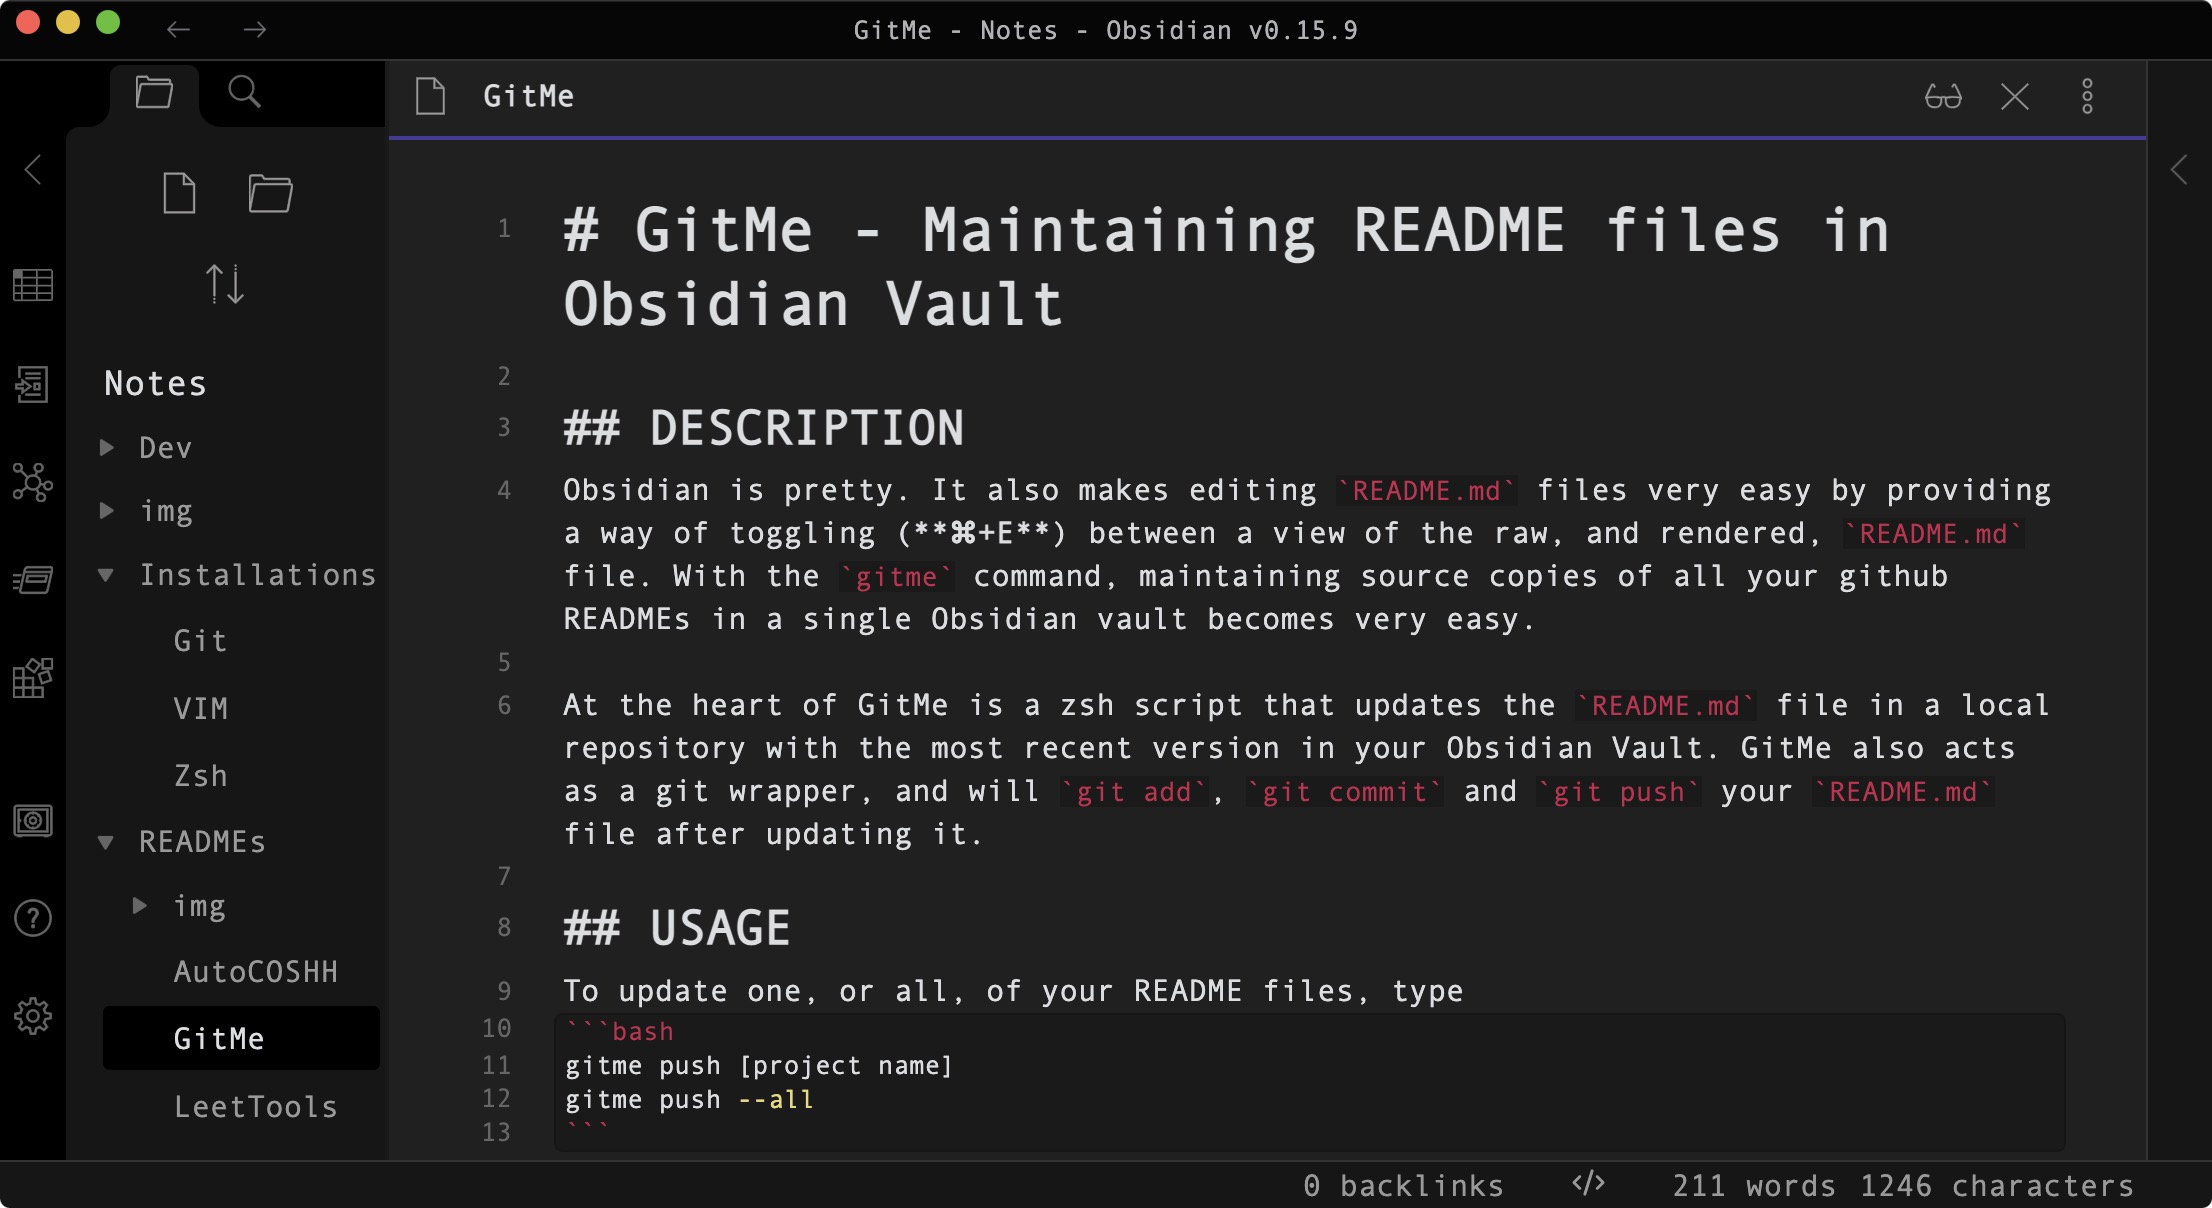 GitMe - Notes - Obsidian v0.15.9
GitMe
Notes
Dev
img
Installations
Git
VIM
Zsh
READMEs
img
AutoCOSHH
GitMe
LeetTools
1 # GitMe - Maintaining README files in
Obsidian Vault
2
3 ## DESCRIPTION
4 Obsidian is pretty. It also makes editing `README.md` files very easy by providing
a way of toggling (**⌘+E**) between a view of the raw, and rendered, `README.md`
file. With the `gitme` command, maintaining source copies of all your github
READMEs in a single Obsidian vault becomes very easy.
5
6 At the heart of GitMe is a zsh script that updates the `README.md` file in a local
repository with the most recent version in your Obsidian Vault. GitMe also acts
as a git wrapper, and will `git add`, `git commit` and `git push` your `README.md`
file after updating it.
7
8 ## USAGE
9 To update one, or all, of your README files, type
10 ```bash
11 gitme push [project name]
12 gitme push --all
13 ```
0 backlinks </> 211 words 1246 characters